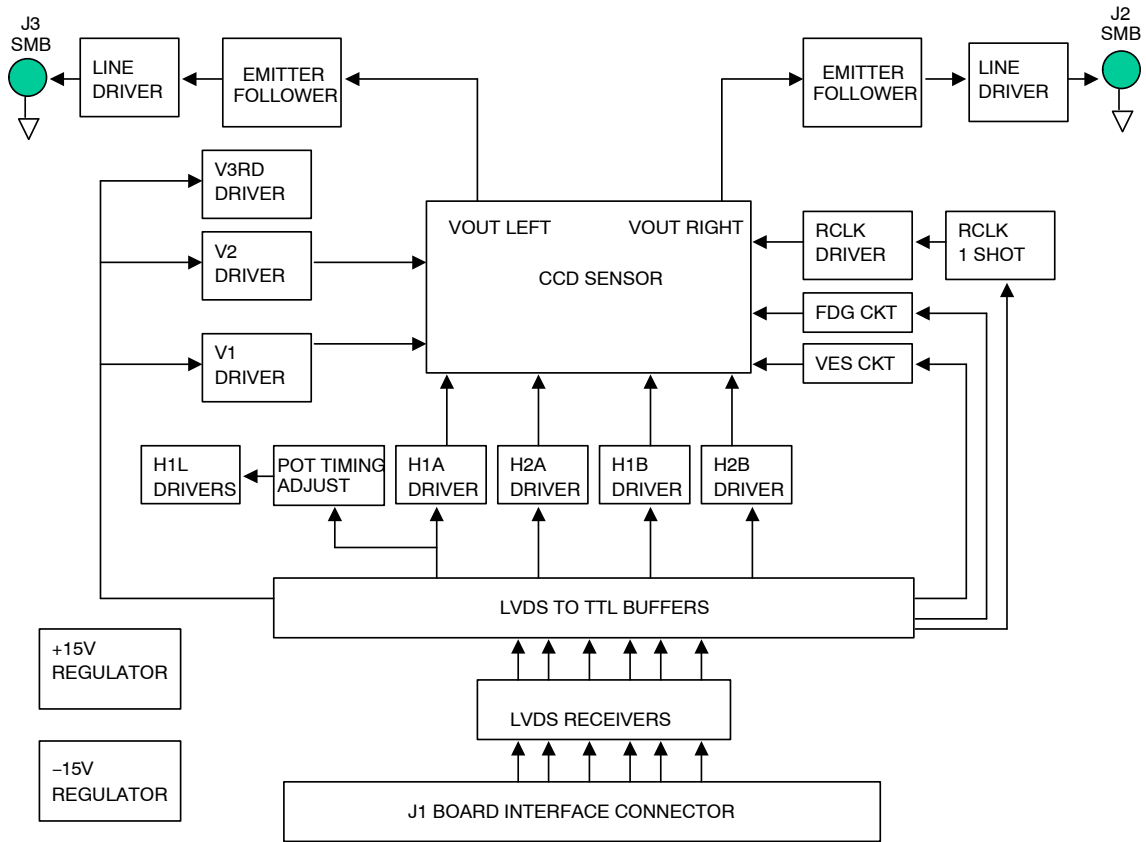 J3
SMB
LINE
DRIVER
EMITTER
FOLLOWER
EMITTER
FOLLOWER
LINE
DRIVER
J2
SMB
V3RD
DRIVER
V2
DRIVER
V1
DRIVER
VOUT LEFT
VOUT RIGHT
CCD SENSOR
RCLK
DRIVER
RCLK
1 SHOT
FDG CKT
VES CKT
H1L
DRIVERS
POT TIMING
ADJUST
H1A
DRIVER
H2A
DRIVER
H1B
DRIVER
H2B
DRIVER
LVDS TO TTL BUFFERS
+15V
REGULATOR
LVDS RECEIVERS
−15V
REGULATOR
J1 BOARD INTERFACE CONNECTOR